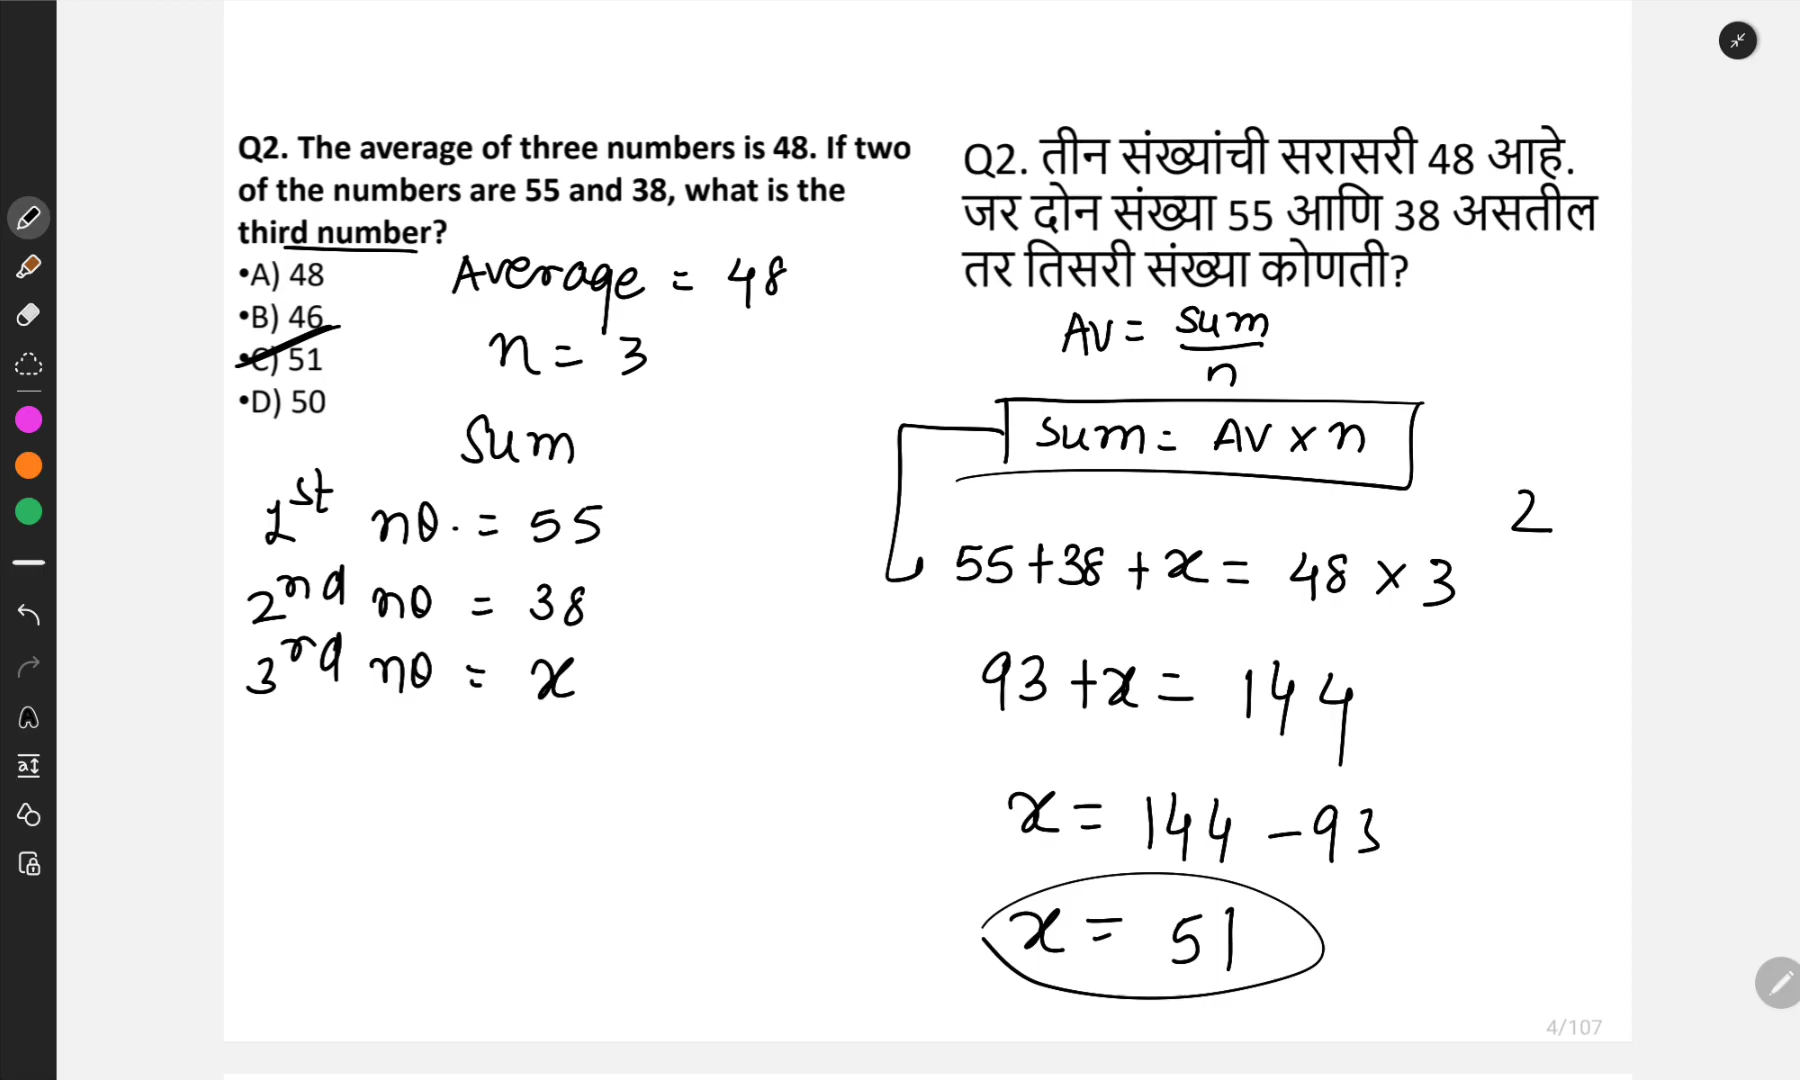 Q2. The average of three numbers is 48. If two
of the numbers are 55 and 38, what is the
third number?
•A) 48
•B) 46
•C) 51
•D) 50
Average = 48
n = 3
Sum
1st no. = 55
2nd no = 38
3rd no = x
Q2. तीन संख्यांची सरासरी 48 आहे.
जर दोन संख्या 55 आणि 38 असतील
तर तिसरी संख्या कोणती?
AV = sum
n
Sum = AV × n
2
55+38 + x = 48 × 3
93 + x = 144
x = 144 - 93
x = 51
4/107